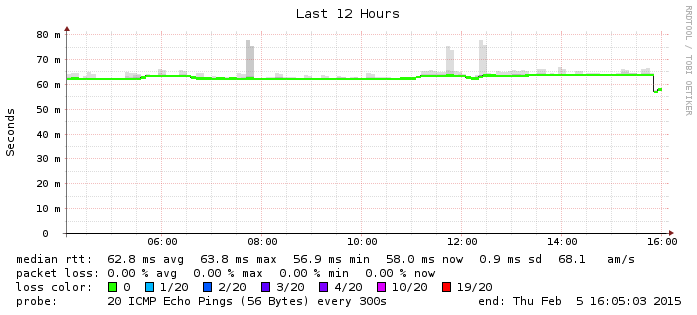 Last 12 Hours
RRDTOOL / TOBI OETIKER
Seconds
80 m
70 m
60 m
50 m
40 m
30 m
20 m
10 m
0
06:00 08:00 10:00 12:00 14:00 16:00
median rtt: 62.8 ms avg 63.8 ms max 56.9 ms min 58.0 ms now 0.9 ms sd 68.1 am/s
packet loss: 0.00 % avg 0.00 % max 0.00 % min 0.00 % now
loss color: 0 1/20 2/20 3/20 4/20 10/20 19/20
probe: 20 ICMP Echo Pings (56 Bytes) every 300s end: Thu Feb 5 16:05:03 2015